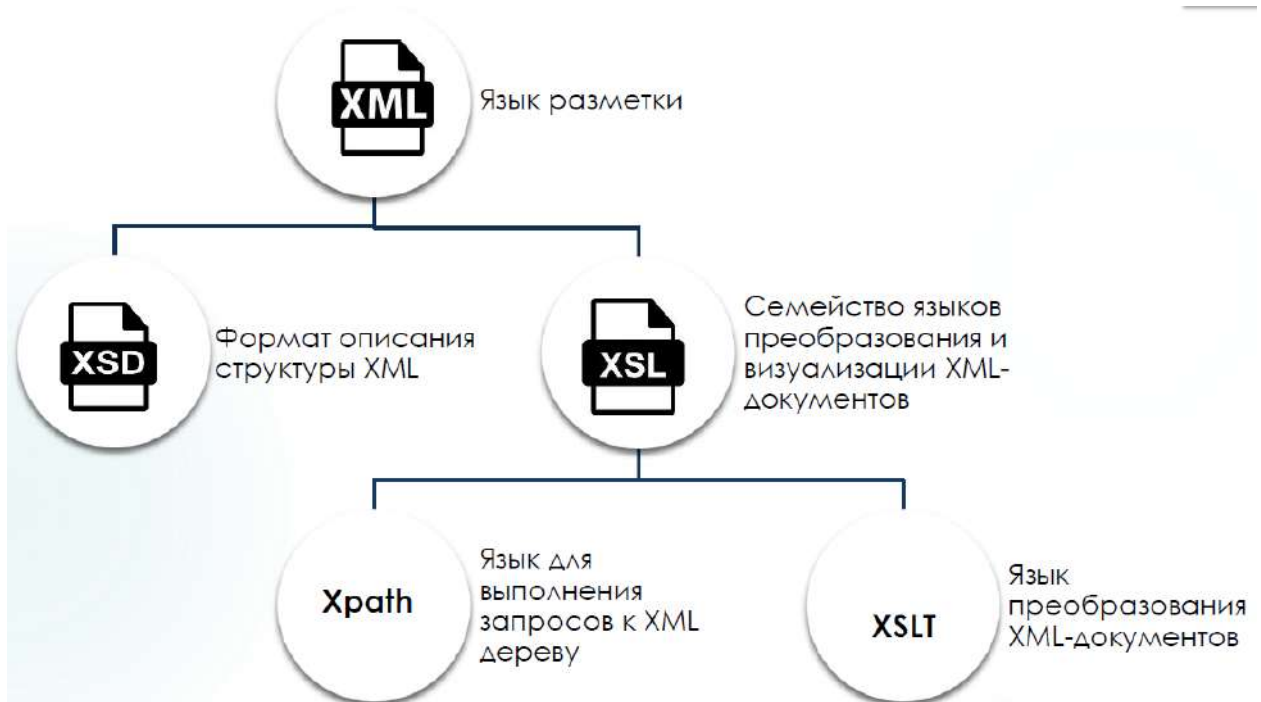 XML
Язык разметки
XSD
Формат описания
структуры XML
XSL
Семейство языков
преобразования и
визуализации XML-
документов
Xpath
Язык для
выполнения
запросов к XML
дереву
XSLT
Язык
преобразования
XML-документов